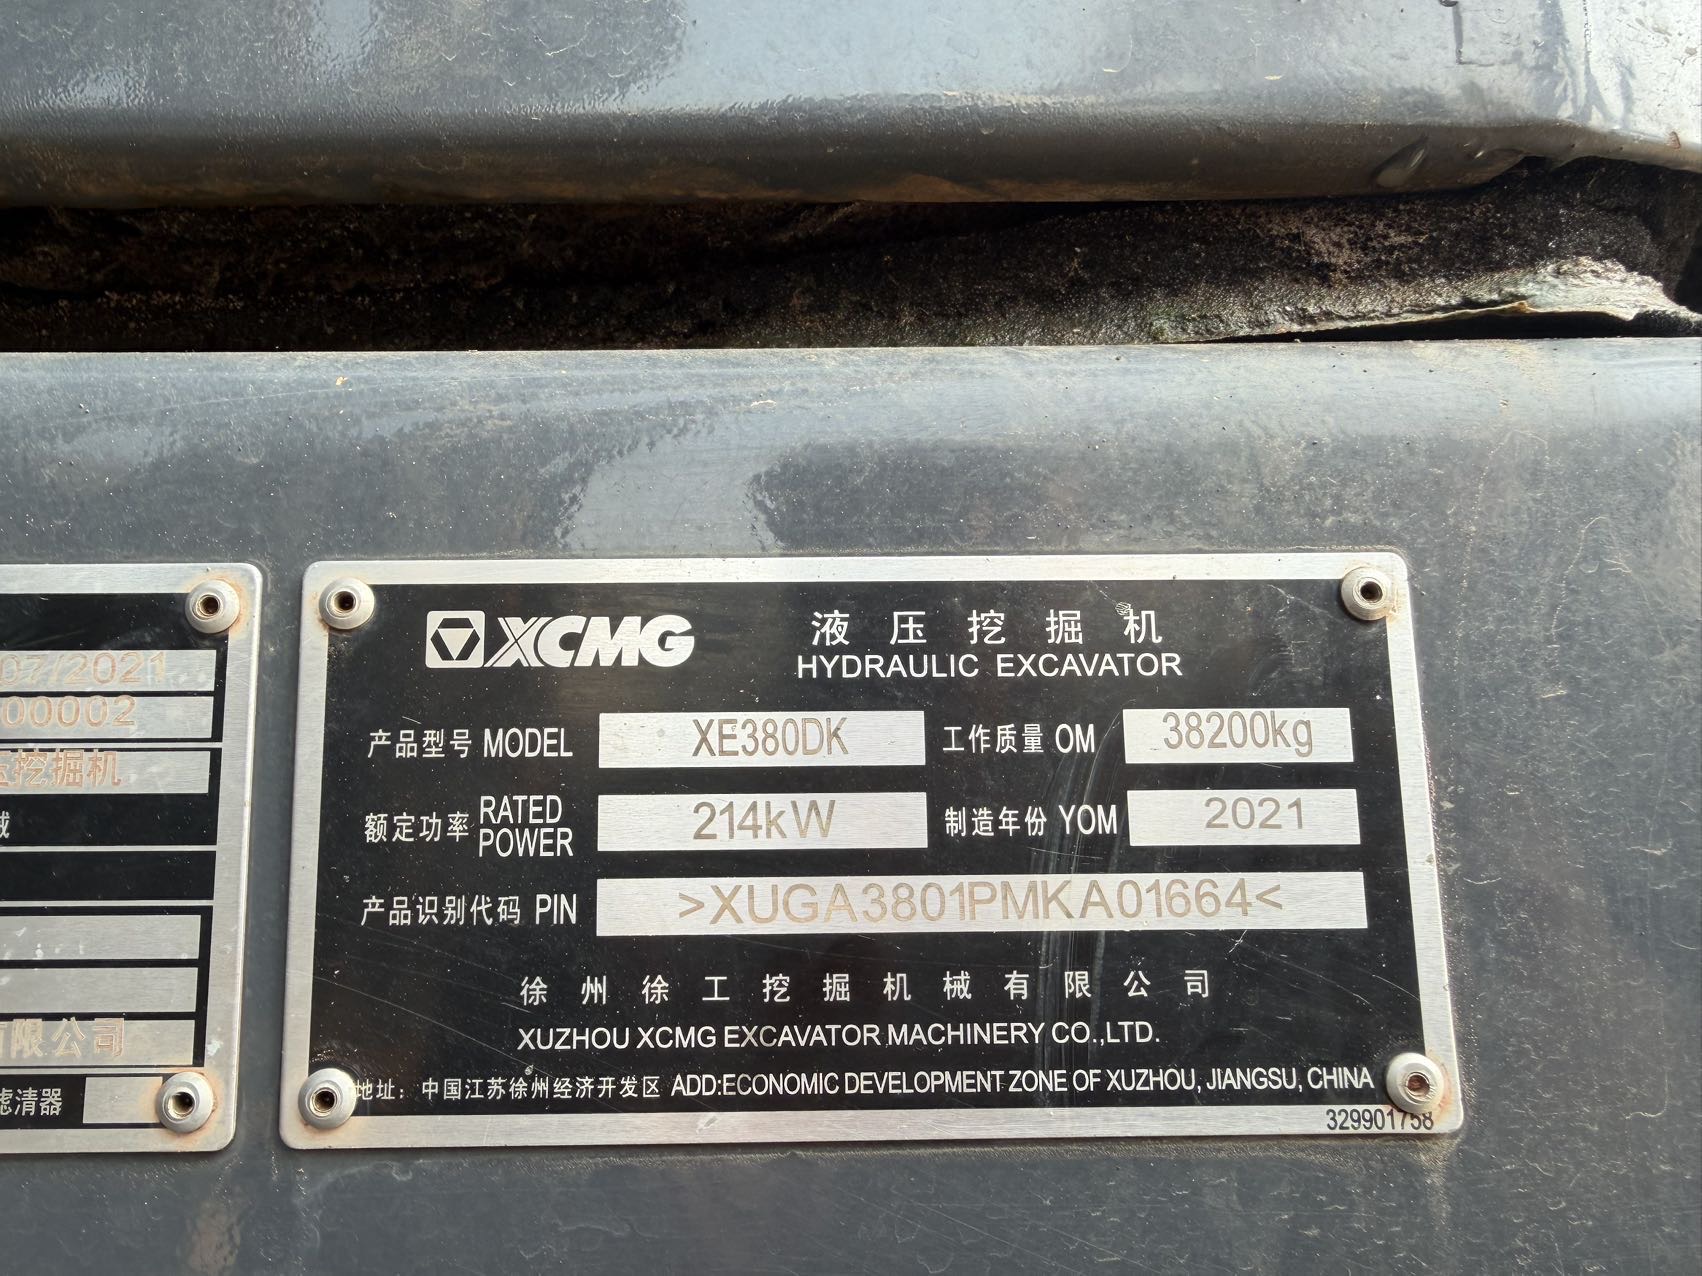 07/2021
00002
压挖掘机
械
有限公司
滤清器
XCMG
液压挖掘机
HYDRAULIC EXCAVATOR
产品型号 MODEL XE380DK 工作质量 OM 38200kg
额定功率 RATED POWER 214kW 制造年份 YOM 2021
产品识别代码 PIN >XUGA3801PMKA01664<
徐州徐工挖掘机械有限公司
XUZHOU XCMG EXCAVATOR MACHINERY CO.,LTD.
地址：中国江苏徐州经济开发区 ADD:ECONOMIC DEVELOPMENT ZONE OF XUZHOU, JIANGSU, CHINA
329901758